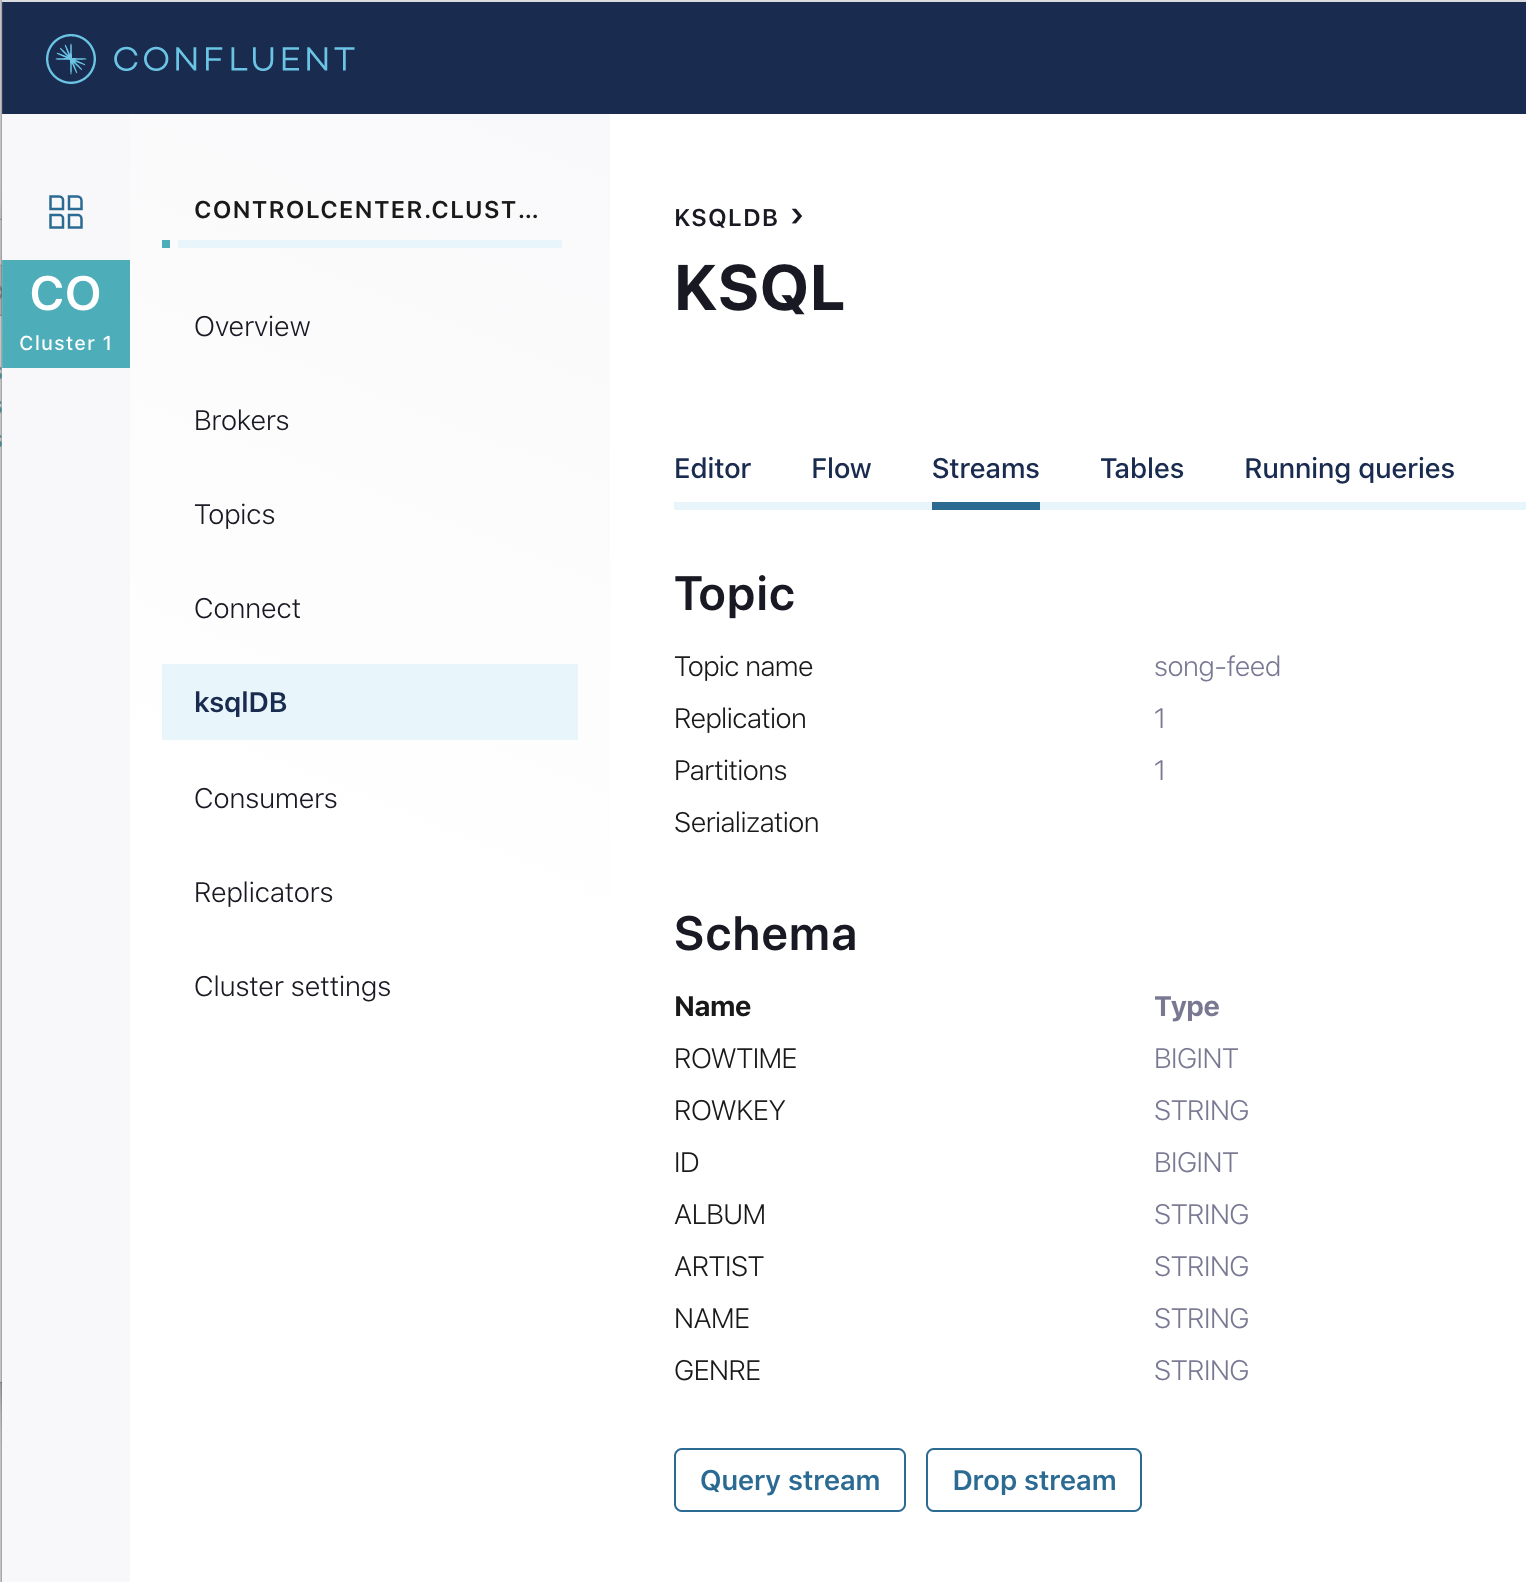 CONFLUENT
CO
Cluster 1
CONTROLCENTER.CLUST...
Overview
Brokers
Topics
Connect
ksqlDB
Consumers
Replicators
Cluster settings
KSQLDB >
KSQL
Editor Flow Streams Tables Running queries
Topic
Topic name song-feed
Replication 1
Partitions 1
Serialization
Schema
Name Type
ROWTIME BIGINT
ROWKEY STRING
ID BIGINT
ALBUM STRING
ARTIST STRING
NAME STRING
GENRE STRING
Query stream Drop stream